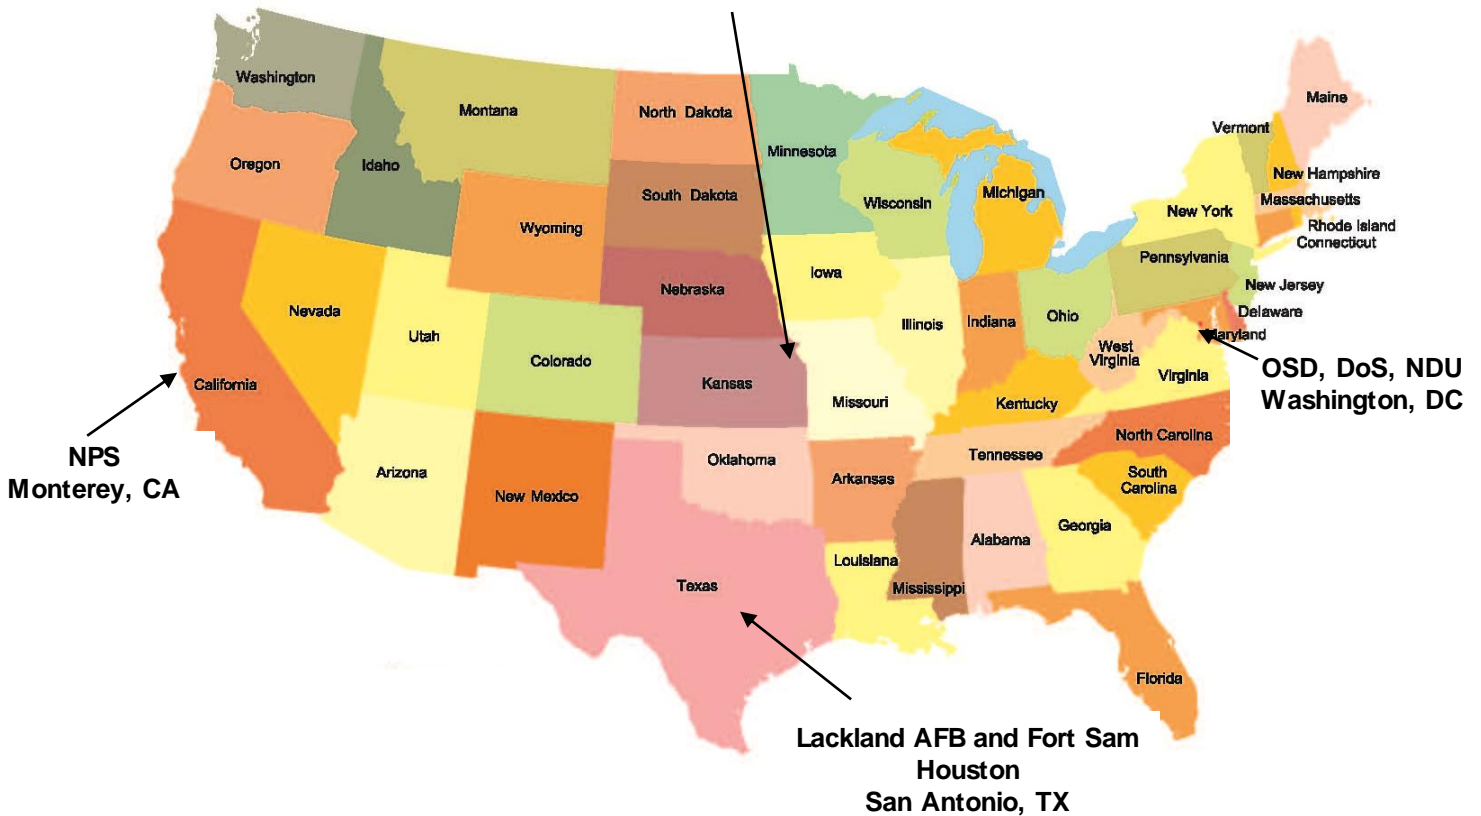 Washington
Montana
North Dakota
Minnesota
Maine
Vermont
Oregon
Idaho
South Dakota
Wisconsin
Michigan
New Hampshire
Massachusetts
New York
Rhode Island
Connecticut
Wyoming
Pennsylvania
Iowa
Nebraska
New Jersey
Nevada
Utah
Illinois
Indiana
Ohio
Delaware
Maryland
West
Virginia
Colorado
Kansas
California
Virginia
OSD, DoS, NDU
Washington, DC
Missouri
Kentucky
North Carolina
NPS
Monterey, CA
Arizona
Oklahoma
Tennessee
South
Carolina
New Mexico
Arkansas
Georgia
Alabama
Louisiana
Texas
Mississippi
Florida
Lackland AFB and Fort Sam
Houston
San Antonio, TX